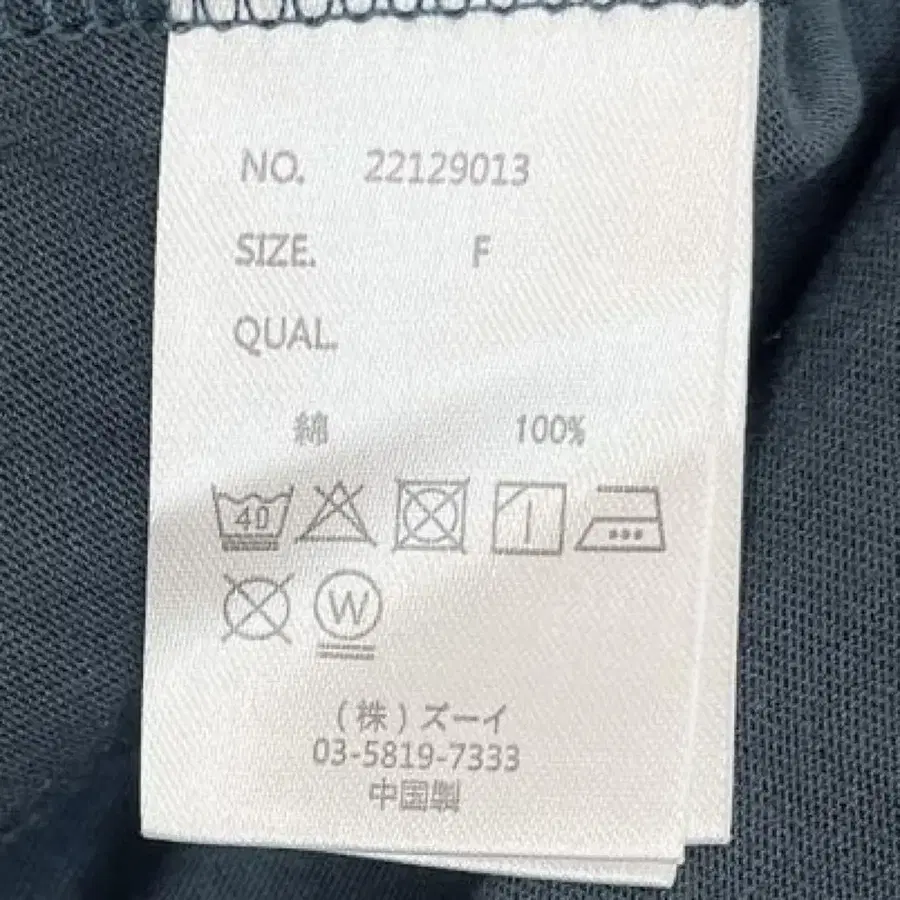 NO. 22129013
SIZE. F
QUAL.
綿 100%
40
W
(株)ズーイ
03-5819-7333
中国製